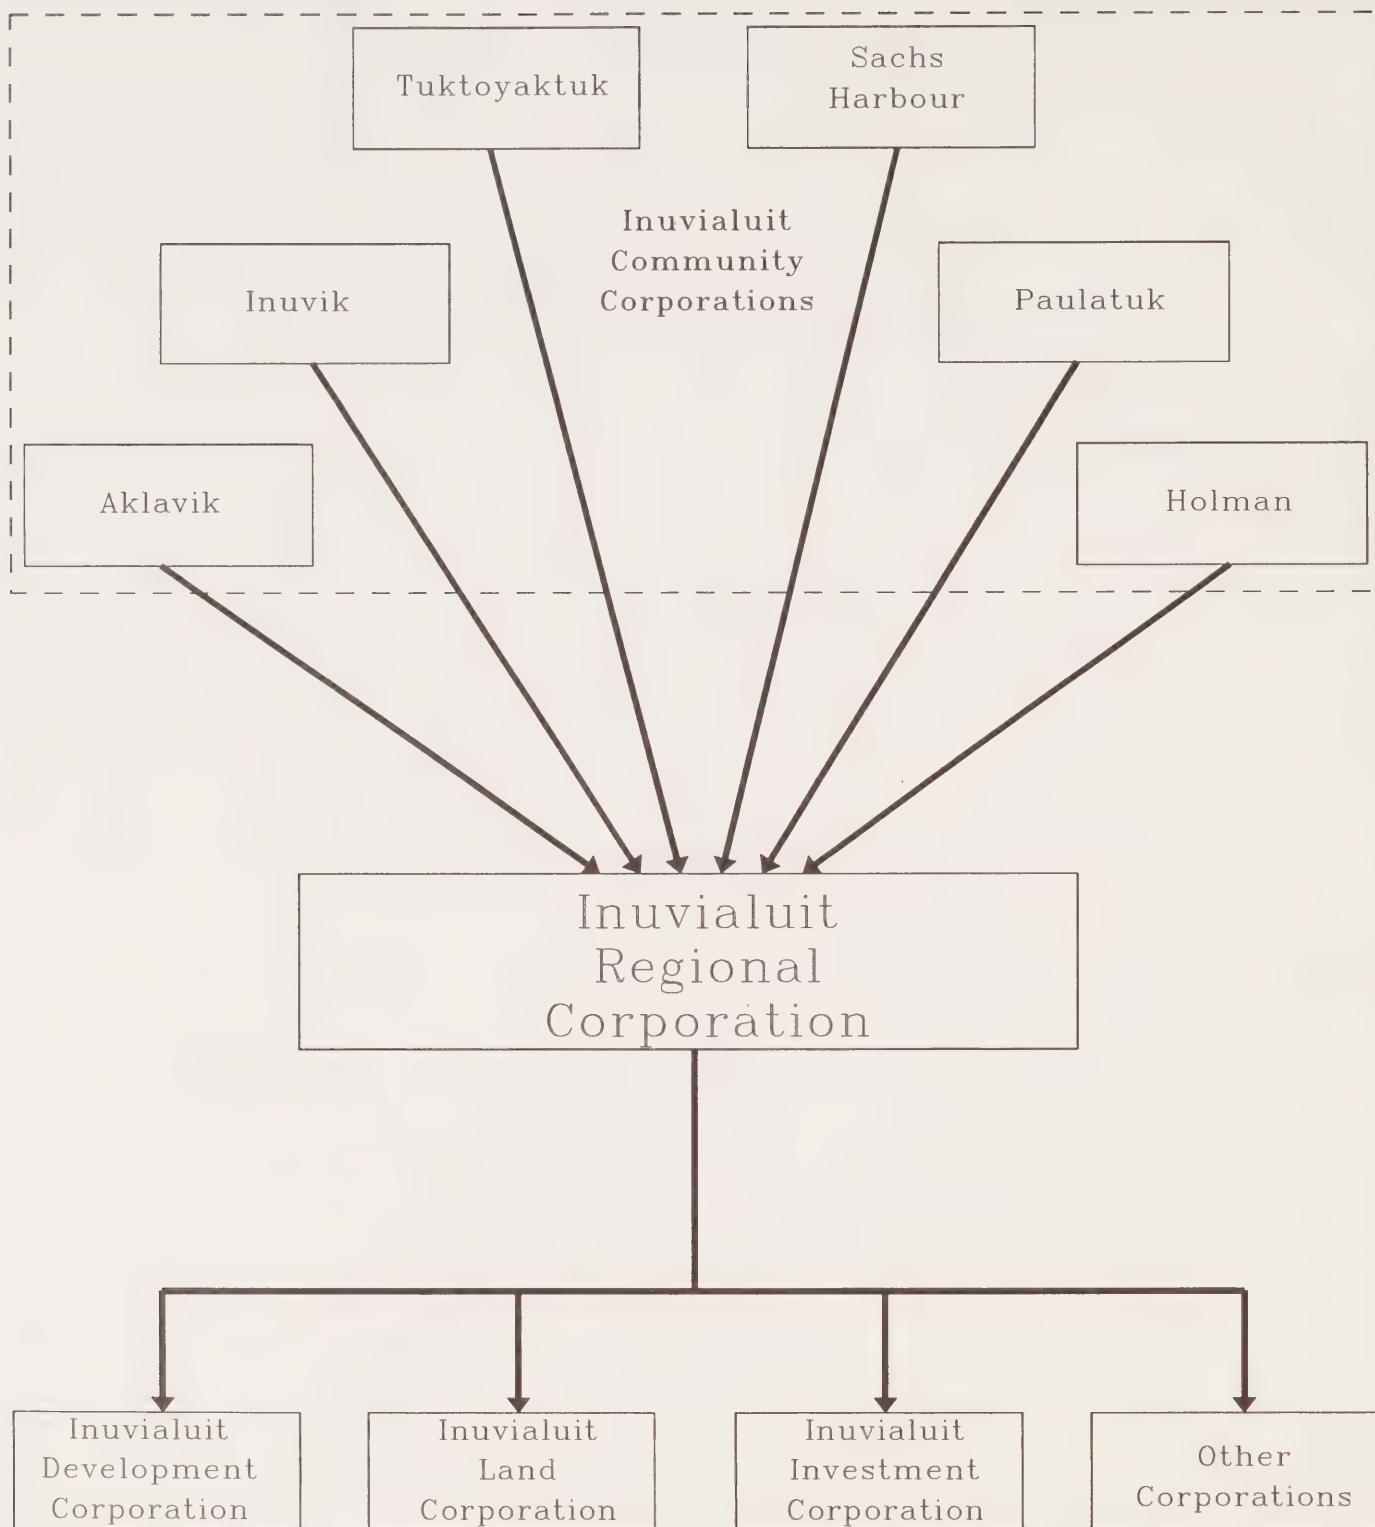 Tuktoyaktuk
Sachs
Harbour
Inuvialuit
Community
Corporations
Inuvik
Paulatuk
Aklavik
Holman
Inuvialuit
Regional
Corporation
Inuvialuit
Development
Corporation
Inuvialuit
Land
Corporation
Inuvialuit
Investment
Corporation
Other
Corporations